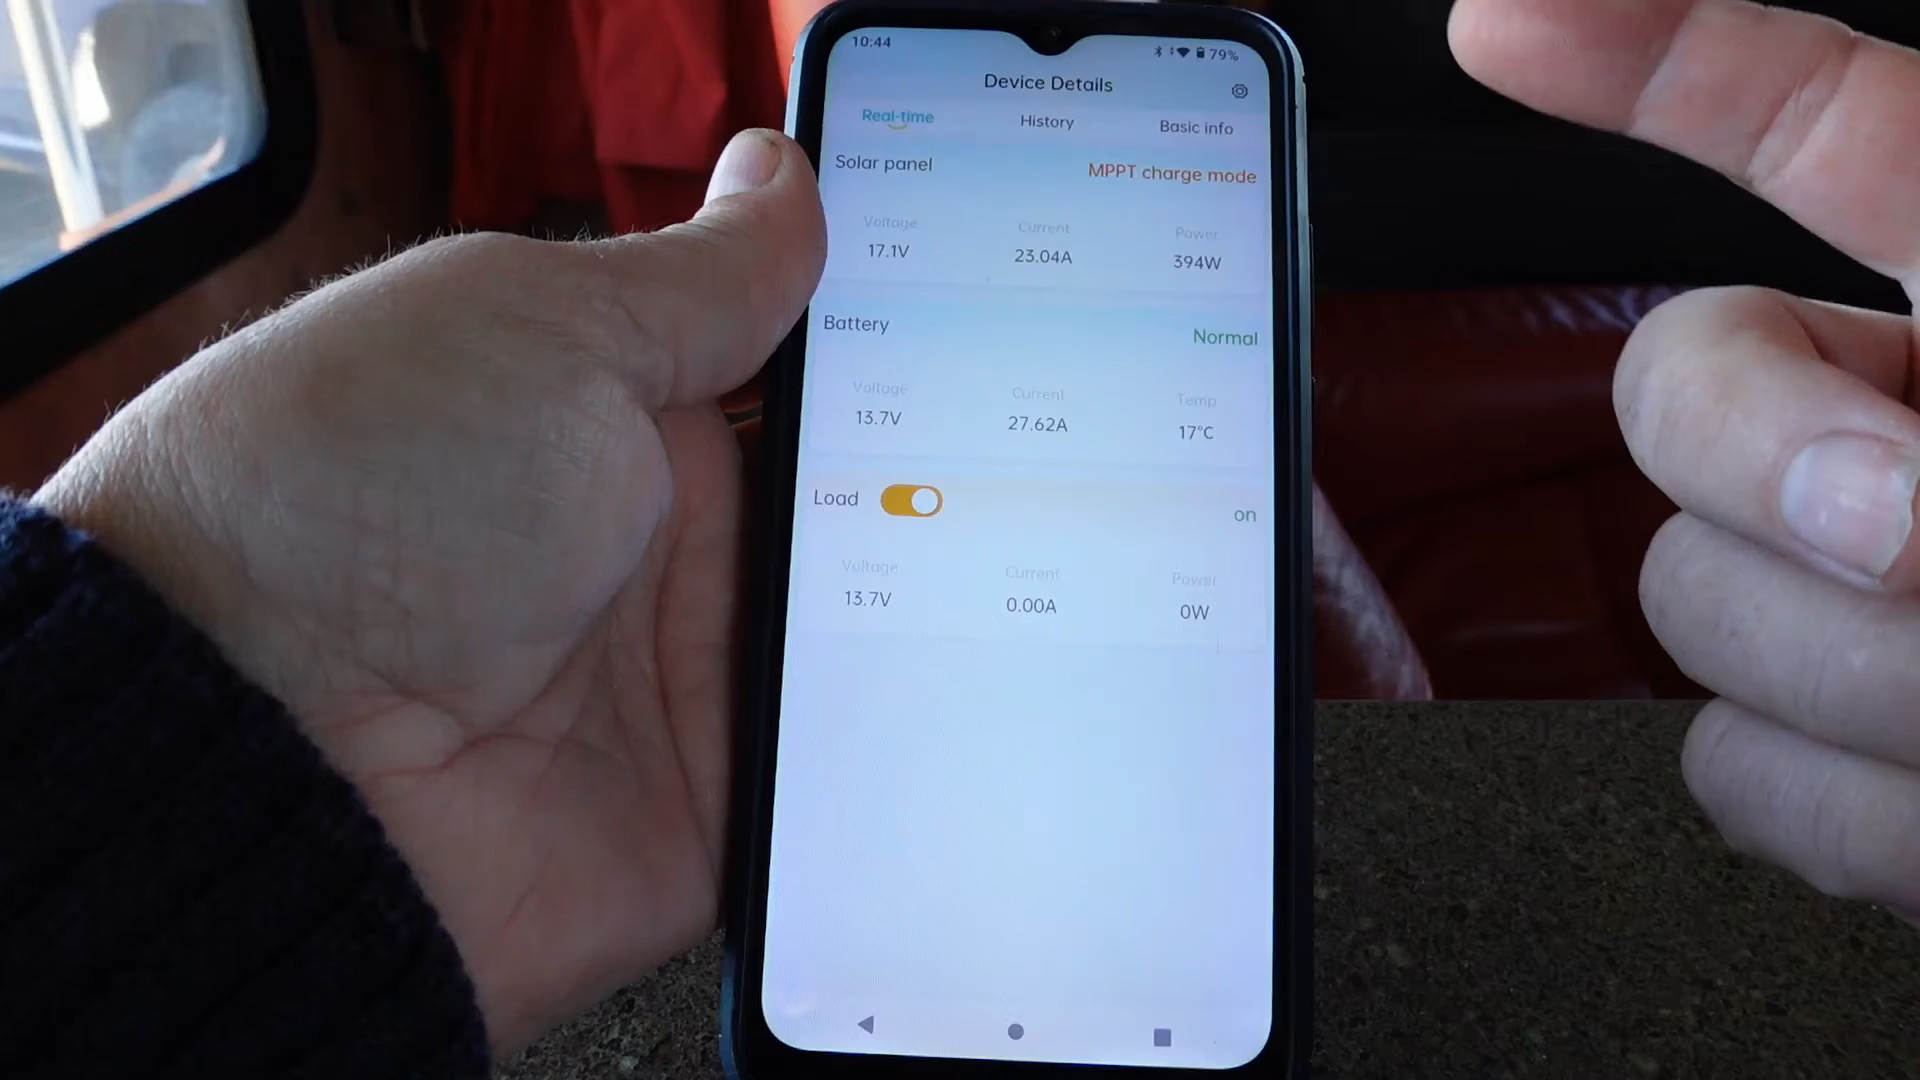 10:44 79%
Device Details
Real-time History Basic info
Solar panel MPPT charge mode
Voltage Current Power
17.1V 23.04A 394W
Battery Normal
Voltage Current Temp
13.7V 27.62A 17°C
Load on
Voltage Current Power
13.7V 0.00A 0W